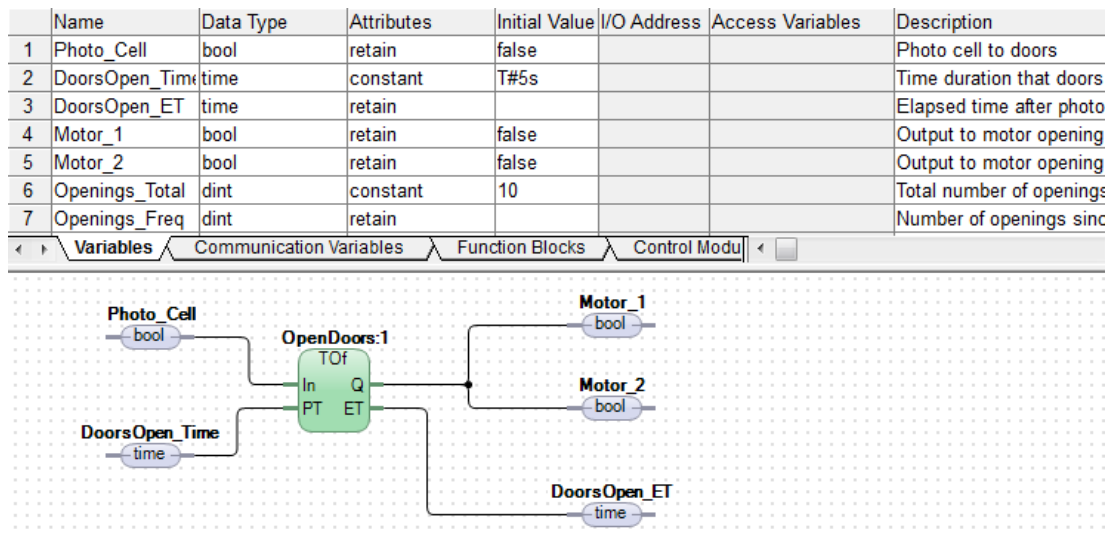 Name Data Type Attributes Initial Value I/O Address Access Variables Description
1 Photo_Cell bool retain false Photo cell to doors
2 DoorsOpen_Time time constant T#5s Time duration that doors
3 DoorsOpen_ET time retain Elapsed time after photo
4 Motor_1 bool retain false Output to motor opening
5 Motor_2 bool retain false Output to motor opening
6 Openings_Total dint constant 10 Total number of openings
7 Openings_Freq dint retain Number of openings sinc
Variables Communication Variables Function Blocks Control Modu
Photo_Cell
bool
OpenDoors:1
TOf
In Q
PT ET
DoorsOpen_Time
time
Motor_1
bool
Motor_2
bool
DoorsOpen_ET
time